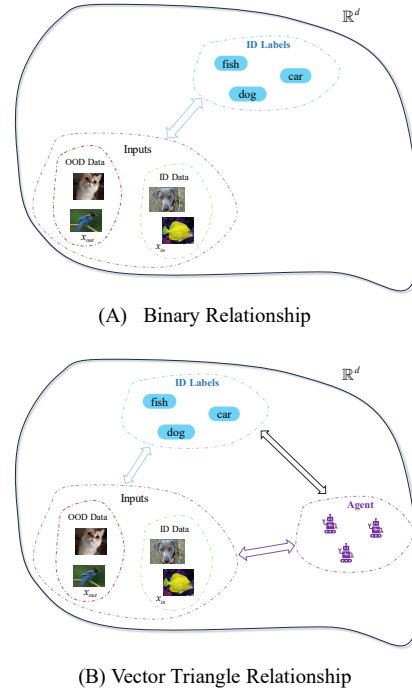 ℝ^d
ID Labels
fish
car
dog
Inputs
OOD Data
ID Data
x_out
x_in
(A) Binary Relationship
ℝ^d
ID Labels
fish
car
dog
Inputs
Agent
OOD Data
ID Data
x_out
x_in
(B) Vector Triangle Relationship